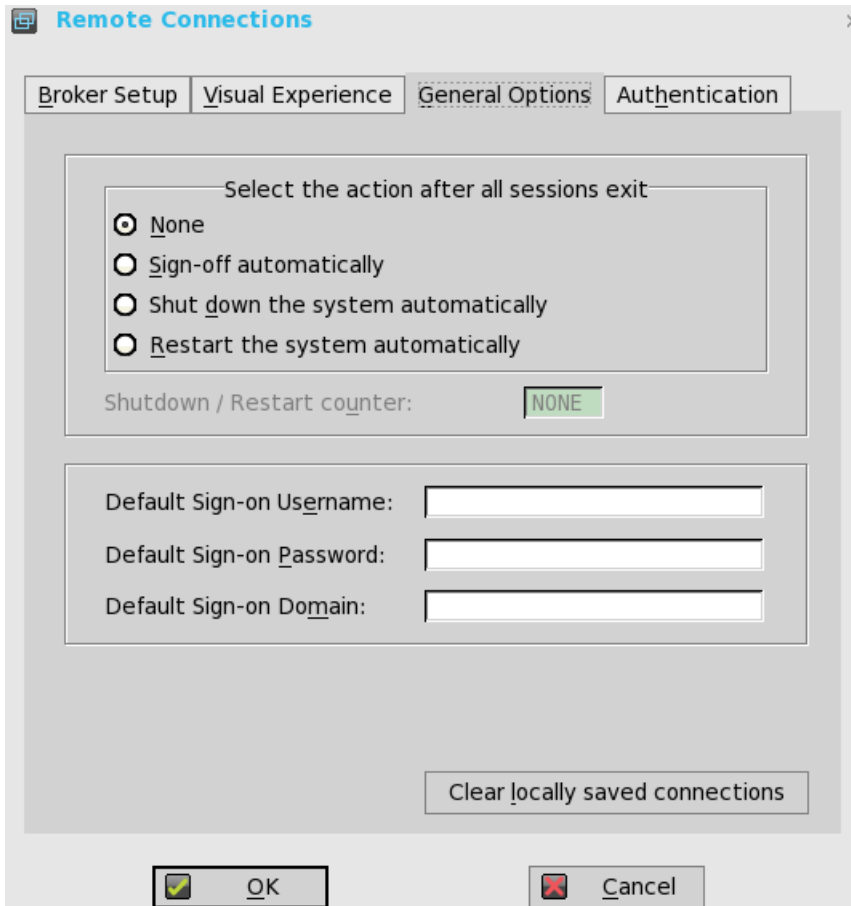 Remote Connections
Broker Setup
Visual Experience
General Options
Authentication
Select the action after all sessions exit
None
Sign-off automatically
Shut down the system automatically
Restart the system automatically
Shutdown / Restart counter: NONE
Default Sign-on Username:
Default Sign-on Password:
Default Sign-on Domain:
Clear locally saved connections
OK
Cancel